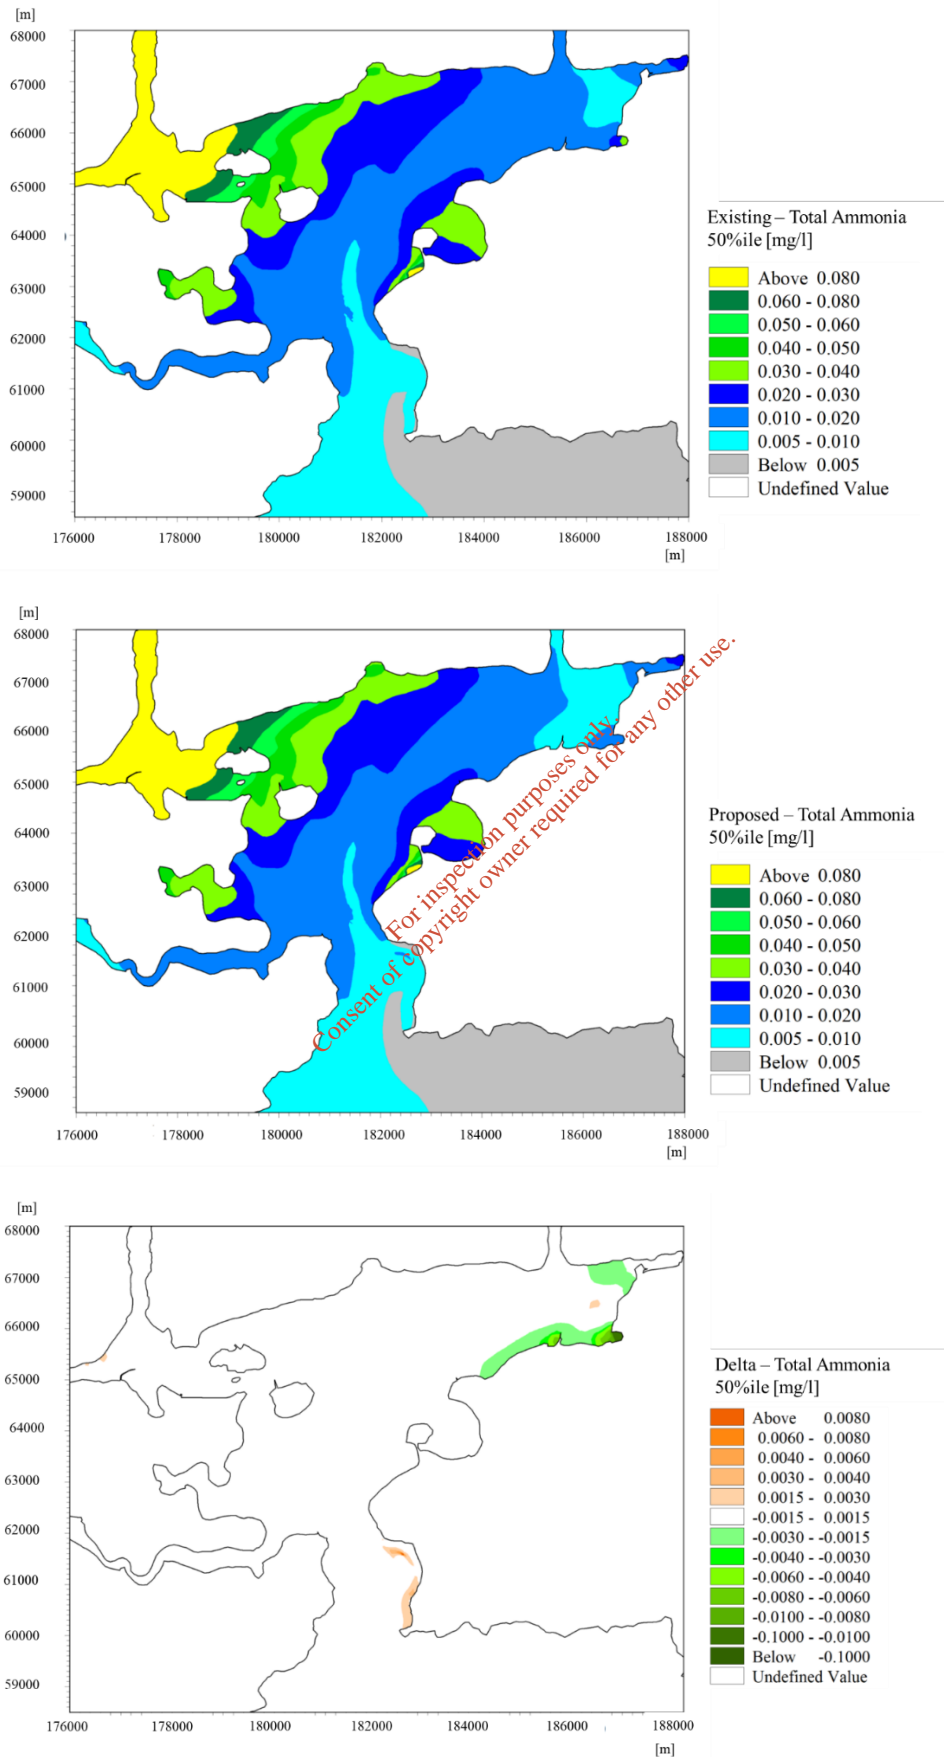 [m]
68000
67000
66000
65000
64000
63000
62000
61000
60000
59000
176000 178000 180000 182000 184000 186000 188000
[m]
Existing – Total Ammonia
50%ile [mg/l]
Above 0.080
0.060 - 0.080
0.050 - 0.060
0.040 - 0.050
0.030 - 0.040
0.020 - 0.030
0.010 - 0.020
0.005 - 0.010
Below 0.005
Undefined Value
[m]
68000
67000
66000
65000
64000
63000
62000
61000
60000
59000
176000 178000 180000 182000 184000 186000 188000
[m]
For inspection purposes only.
Consent of copyright owner required for any other use.
Proposed – Total Ammonia
50%ile [mg/l]
Above 0.080
0.060 - 0.080
0.050 - 0.060
0.040 - 0.050
0.030 - 0.040
0.020 - 0.030
0.010 - 0.020
0.005 - 0.010
Below 0.005
Undefined Value
[m]
68000
67000
66000
65000
64000
63000
62000
61000
60000
59000
176000 178000 180000 182000 184000 186000 188000
[m]
Delta – Total Ammonia
50%ile [mg/l]
Above 0.0080
0.0060 - 0.0080
0.0040 - 0.0060
0.0030 - 0.0040
0.0015 - 0.0030
-0.0015 - 0.0015
-0.0030 - -0.0015
-0.0040 - -0.0030
-0.0060 - -0.0040
-0.0080 - -0.0060
-0.0100 - -0.0080
-0.1000 - -0.0100
Below -0.1000
Undefined Value